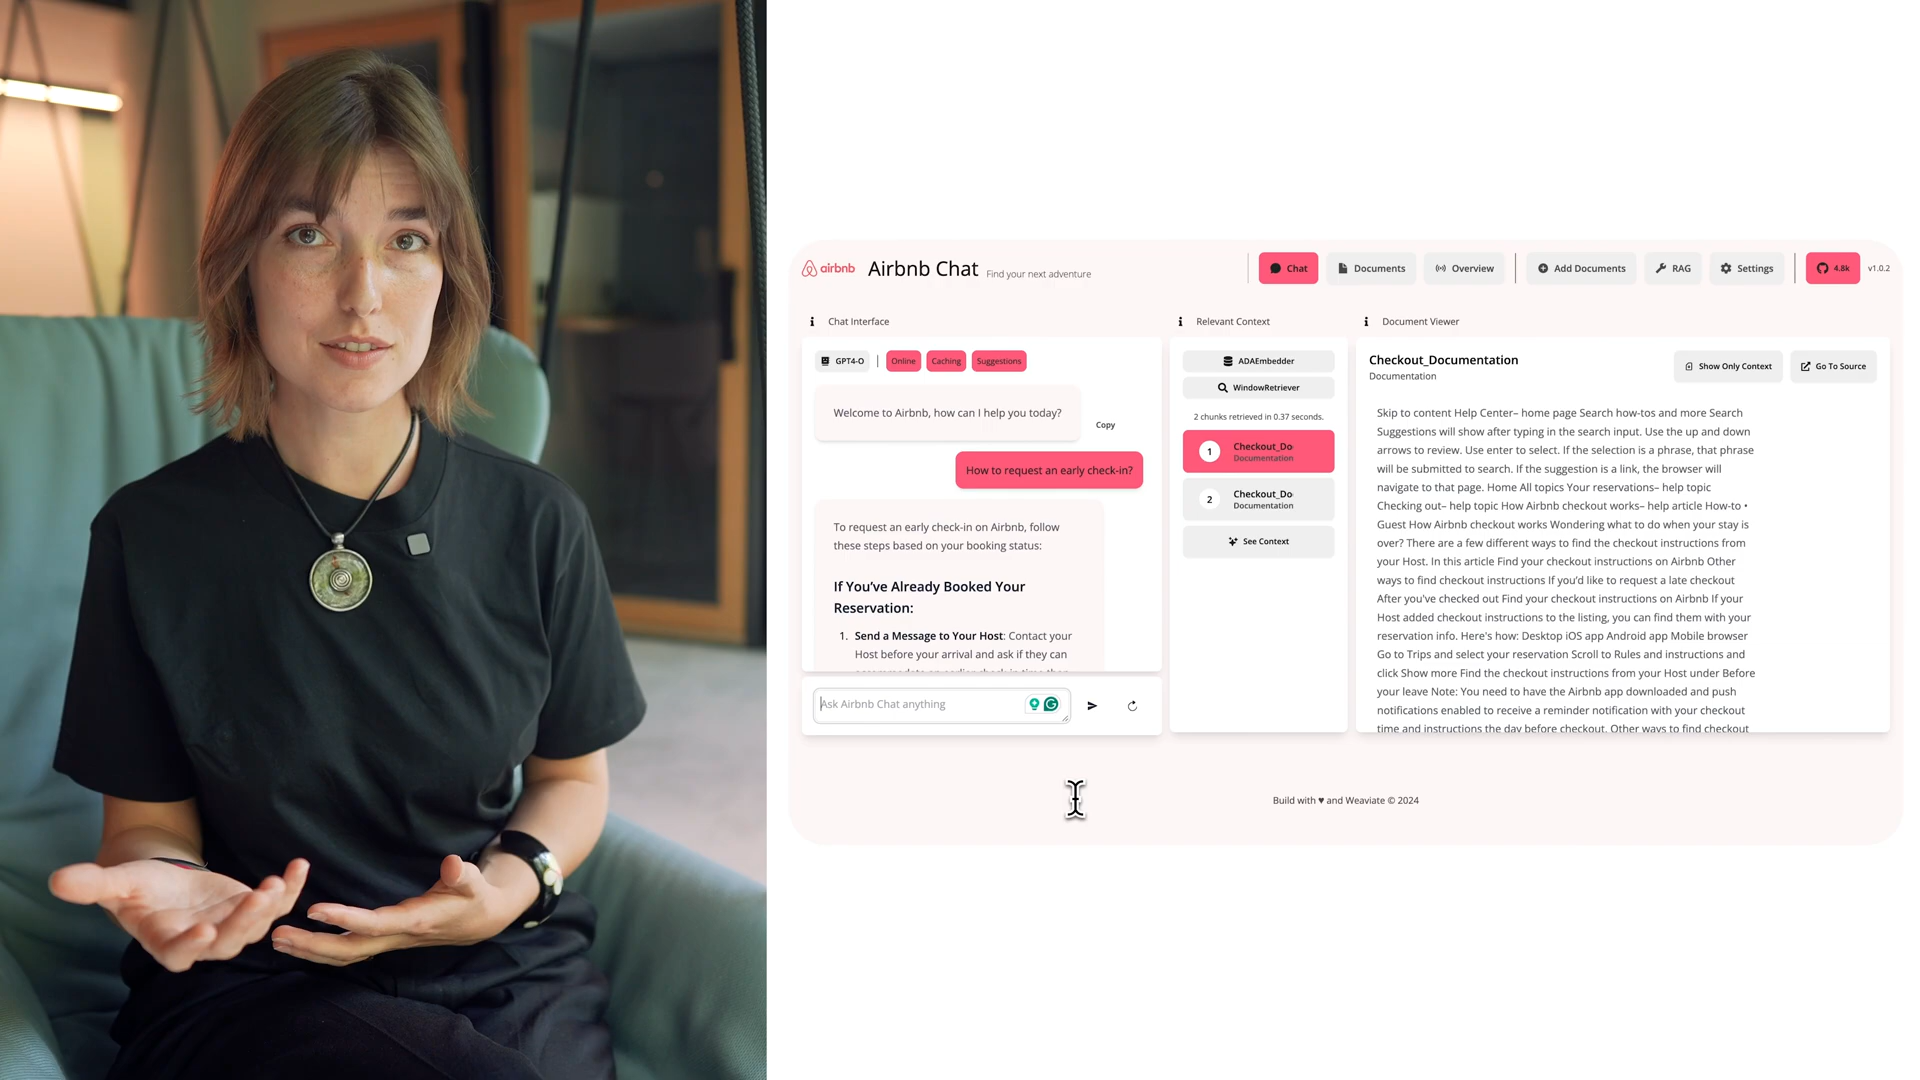 airbnb
Airbnb Chat
Find your next adventure
Chat
Documents
Overview
Add Documents
RAG
Settings
4.8k
v1.0.2
Chat Interface
GPT4-O
Online
Caching
Suggestions
Welcome to Airbnb, how can I help you today?
Copy
How to request an early check-in?
To request an early check-in on Airbnb, follow
these steps based on your booking status:
If You've Already Booked Your
Reservation:
1. Send a Message to Your Host: Contact your
Host before your arrival and ask if they can
Ask Airbnb Chat anything
Relevant Context
ADAEmbedder
WindowRetriever
2 chunks retrieved in 0.37 seconds.
1
Checkout_Do
Documentation
2
Checkout_Do
Documentation
See Context
Document Viewer
Checkout_Documentation
Documentation
Show Only Context
Go To Source
Skip to content Help Center– home page Search how-tos and more Search
Suggestions will show after typing in the search input. Use the up and down
arrows to review. Use enter to select. If the selection is a phrase, that phrase
will be submitted to search. If the suggestion is a link, the browser will
navigate to that page. Home All topics Your reservations– help topic
Checking out– help topic How Airbnb checkout works– help article How-to •
Guest How Airbnb checkout works Wondering what to do when your stay is
over? There are a few different ways to find the checkout instructions from
your Host. In this article Find your checkout instructions on Airbnb Other
ways to find checkout instructions If you'd like to request a late checkout
After you've checked out Find your checkout instructions on Airbnb If your
Host added checkout instructions to the listing, you can find them with your
reservation info. Here's how: Desktop iOS app Android app Mobile browser
Go to Trips and select your reservation Scroll to Rules and instructions and
click Show more Find the checkout instructions from your Host under Before
your leave Note: You need to have the Airbnb app downloaded and push
notifications enabled to receive a reminder notification with your checkout
time and instructions the day before checkout. Other ways to find checkout
Build with ♥ and Weaviate © 2024